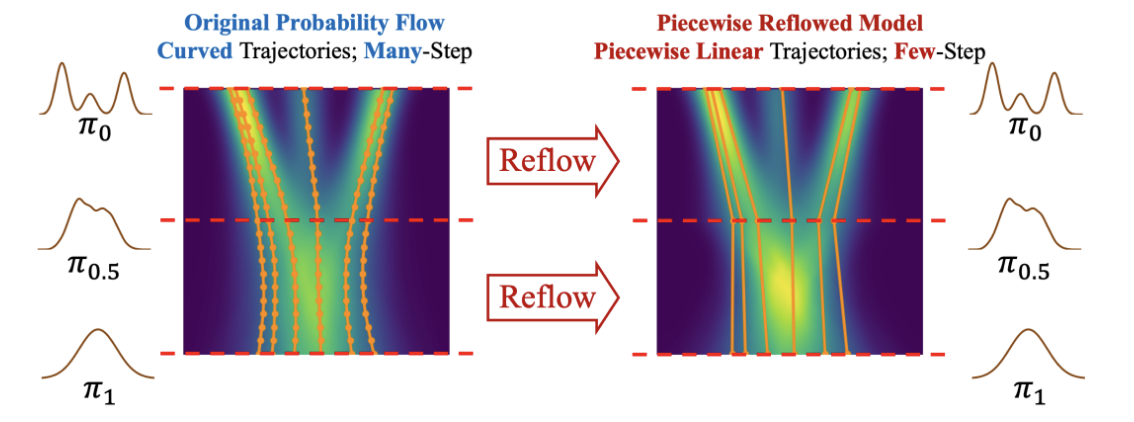 Original Probability Flow
Curved Trajectories; Many-Step
Piecewise Reflowed Model
Piecewise Linear Trajectories; Few-Step
π₀
π₀
Reflow
π₀.₅
π₀.₅
Reflow
π₁
π₁